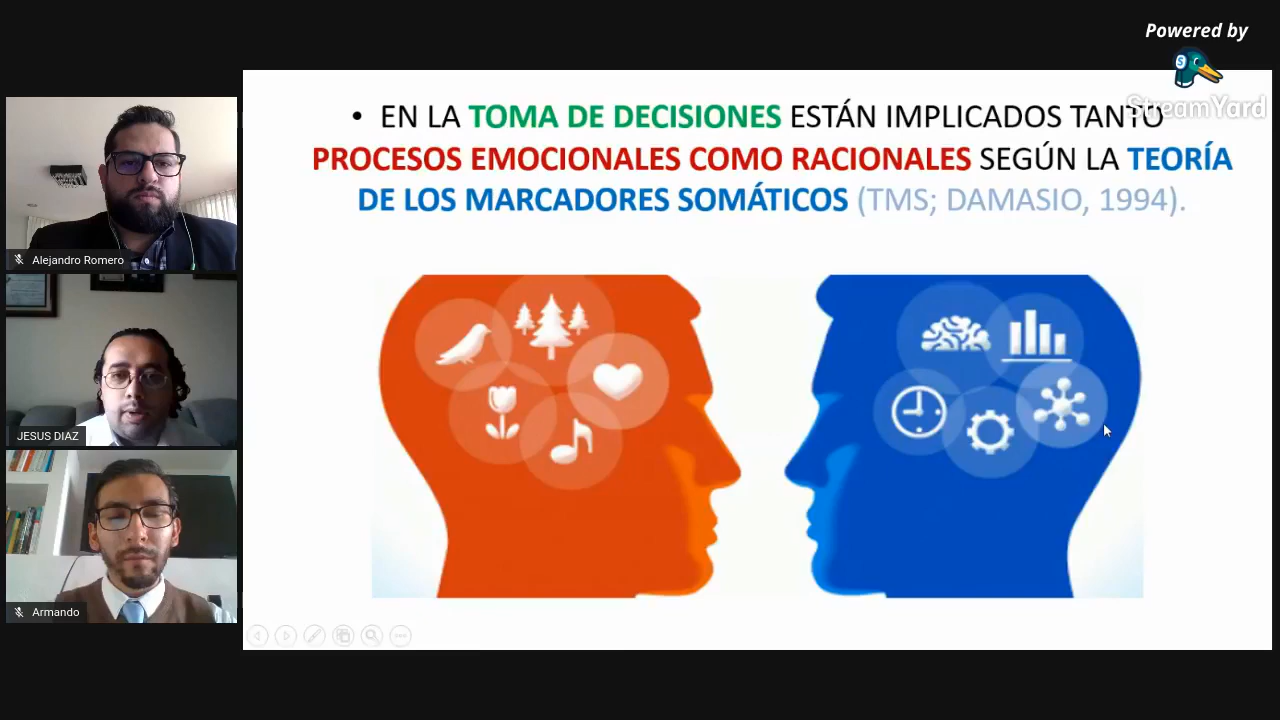 Powered by
StreamYard
• EN LA TOMA DE DECISIONES ESTÁN IMPLICADOS TANTO
PROCESOS EMOCIONALES COMO RACIONALES SEGÚN LA TEORÍA
DE LOS MARCADORES SOMÁTICOS (TMS; DAMASIO, 1994).
Alejandro Romero
JESUS DIAZ
Armando